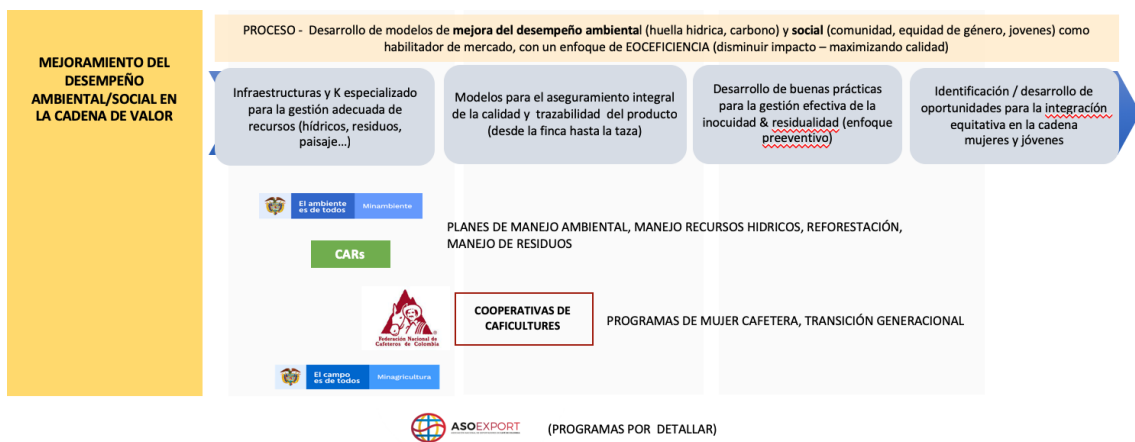 PROCESO - Desarrollo de modelos de mejora del desempeño ambiental (huella hidrica, carbono) y social (comunidad, equidad de género, jovenes) como
habilitador de mercado, con un enfoque de EOCEFICIENCIA (disminuir impacto – maximizando calidad)
MEJORAMIENTO DEL
DESEMPEÑO
AMBIENTAL/SOCIAL EN
LA CADENA DE VALOR
Infraestructuras y K especializado
para la gestión adecuada de
recursos (hídricos, residuos,
paisaje...)
Modelos para el aseguramiento integral
de la calidad y trazabilidad del producto
(desde la finca hasta la taza)
Desarrollo de buenas prácticas
para la gestión efectiva de la
inocuidad & residualidad (enfoque
preeventivo)
Identificación / desarrollo de
oportunidades para la integración
equitativa en la cadena
mujeres y jóvenes
El ambiente
es de todos
Minambiente
PLANES DE MANEJO AMBIENTAL, MANEJO RECURSOS HIDRICOS, REFORESTACIÓN,
MANEJO DE RESIDUOS
CARs
Federación Nacional de
Cafeteros de Colombia
COOPERATIVAS DE
CAFICULTURES
PROGRAMAS DE MUJER CAFETERA, TRANSICIÓN GENERACIONAL
El campo
es de todos
Minagricultura
ASOEXPORT
(PROGRAMAS POR DETALLAR)